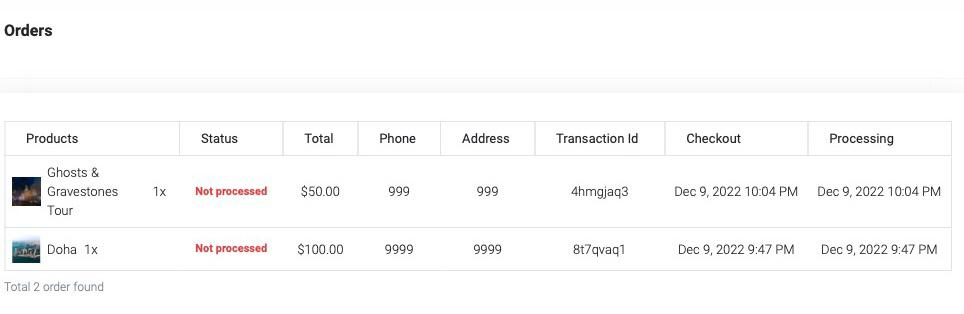 Orders
Products Status Total Phone Address Transaction Id Checkout Processing
Ghosts &
Gravestones 1x Not processed $50.00 999 999 4hmgjaq3 Dec 9, 2022 10:04 PM Dec 9, 2022 10:04 PM
Tour
Doha 1x Not processed $100.00 9999 9999 8t7qvaq1 Dec 9, 2022 9:47 PM Dec 9, 2022 9:47 PM
Total 2 order found